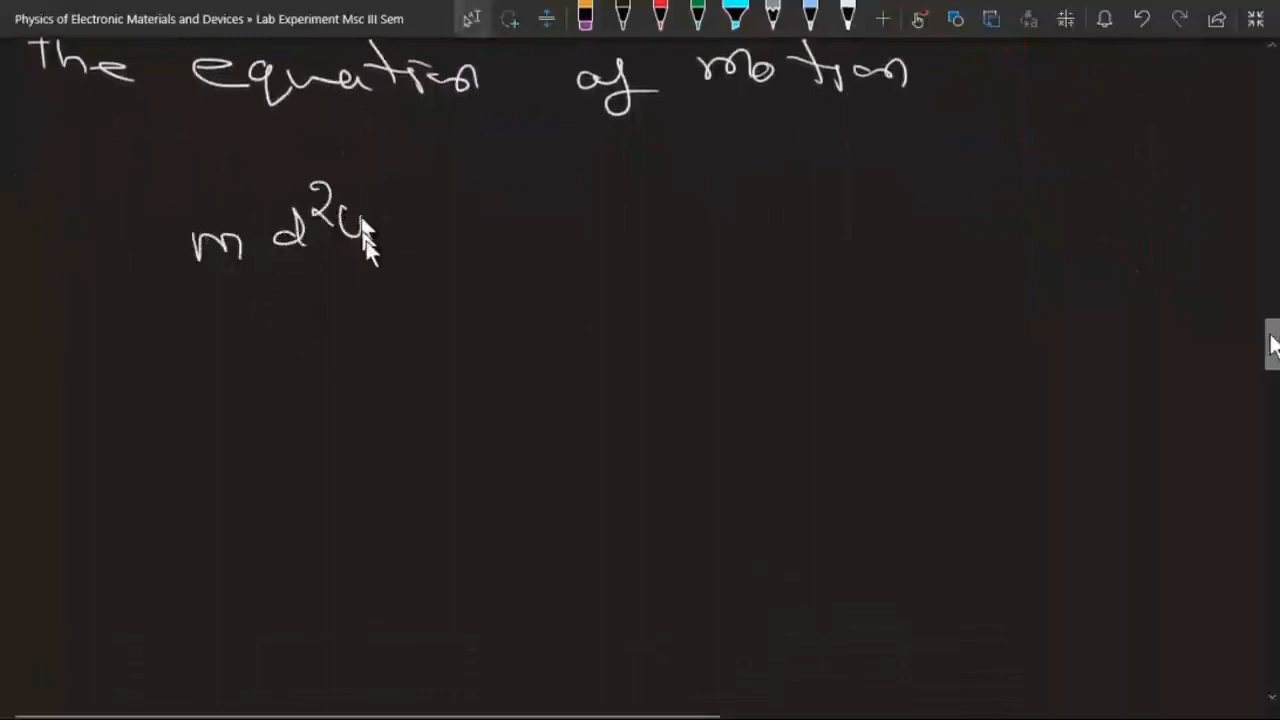 Physics of Electronic Materials and Devices » Lab Experiment Msc III Sem
The equation of motion
m d²u